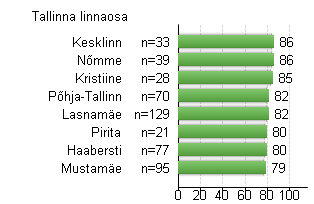 Tallinna linnaosa
Kesklinn n=33 86
Nõmme n=39 86
Kristiine n=28 85
Põhja-Tallinn n=70 82
Lasnamäe n=129 82
Pirita n=21 80
Haabersti n=77 80
Mustamäe n=95 79
0 20 40 60 80 100